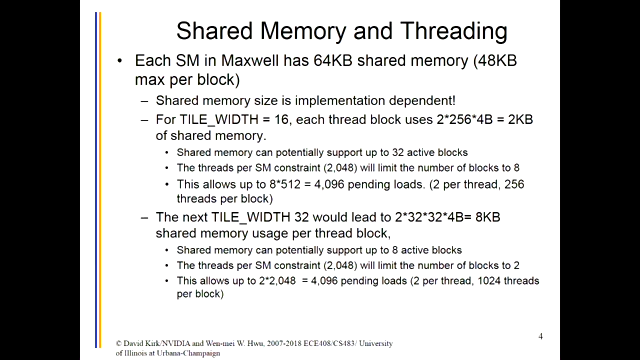 Shared Memory and Threading
• Each SM in Maxwell has 64KB shared memory (48KB
max per block)
– Shared memory size is implementation dependent!
– For TILE_WIDTH = 16, each thread block uses 2*256*4B = 2KB
of shared memory.
• Shared memory can potentially support up to 32 active blocks
• The threads per SM constraint (2,048) will limit the number of blocks to 8
• This allows up to 8*512 = 4,096 pending loads. (2 per thread, 256
threads per block)
– The next TILE_WIDTH 32 would lead to 2*32*32*4B= 8KB
shared memory usage per thread block,
• Shared memory can potentially support up to 8 active blocks
• The threads per SM constraint (2,048) will limit the number of blocks to 2
• This allows up to 2*2,048 = 4,096 pending loads (2 per thread, 1024 threads
per block)
4
© David Kirk/NVIDIA and Wen-mei W. Hwu, 2007-2018 ECE408/CS483/ University
of Illinois at Urbana-Champaign